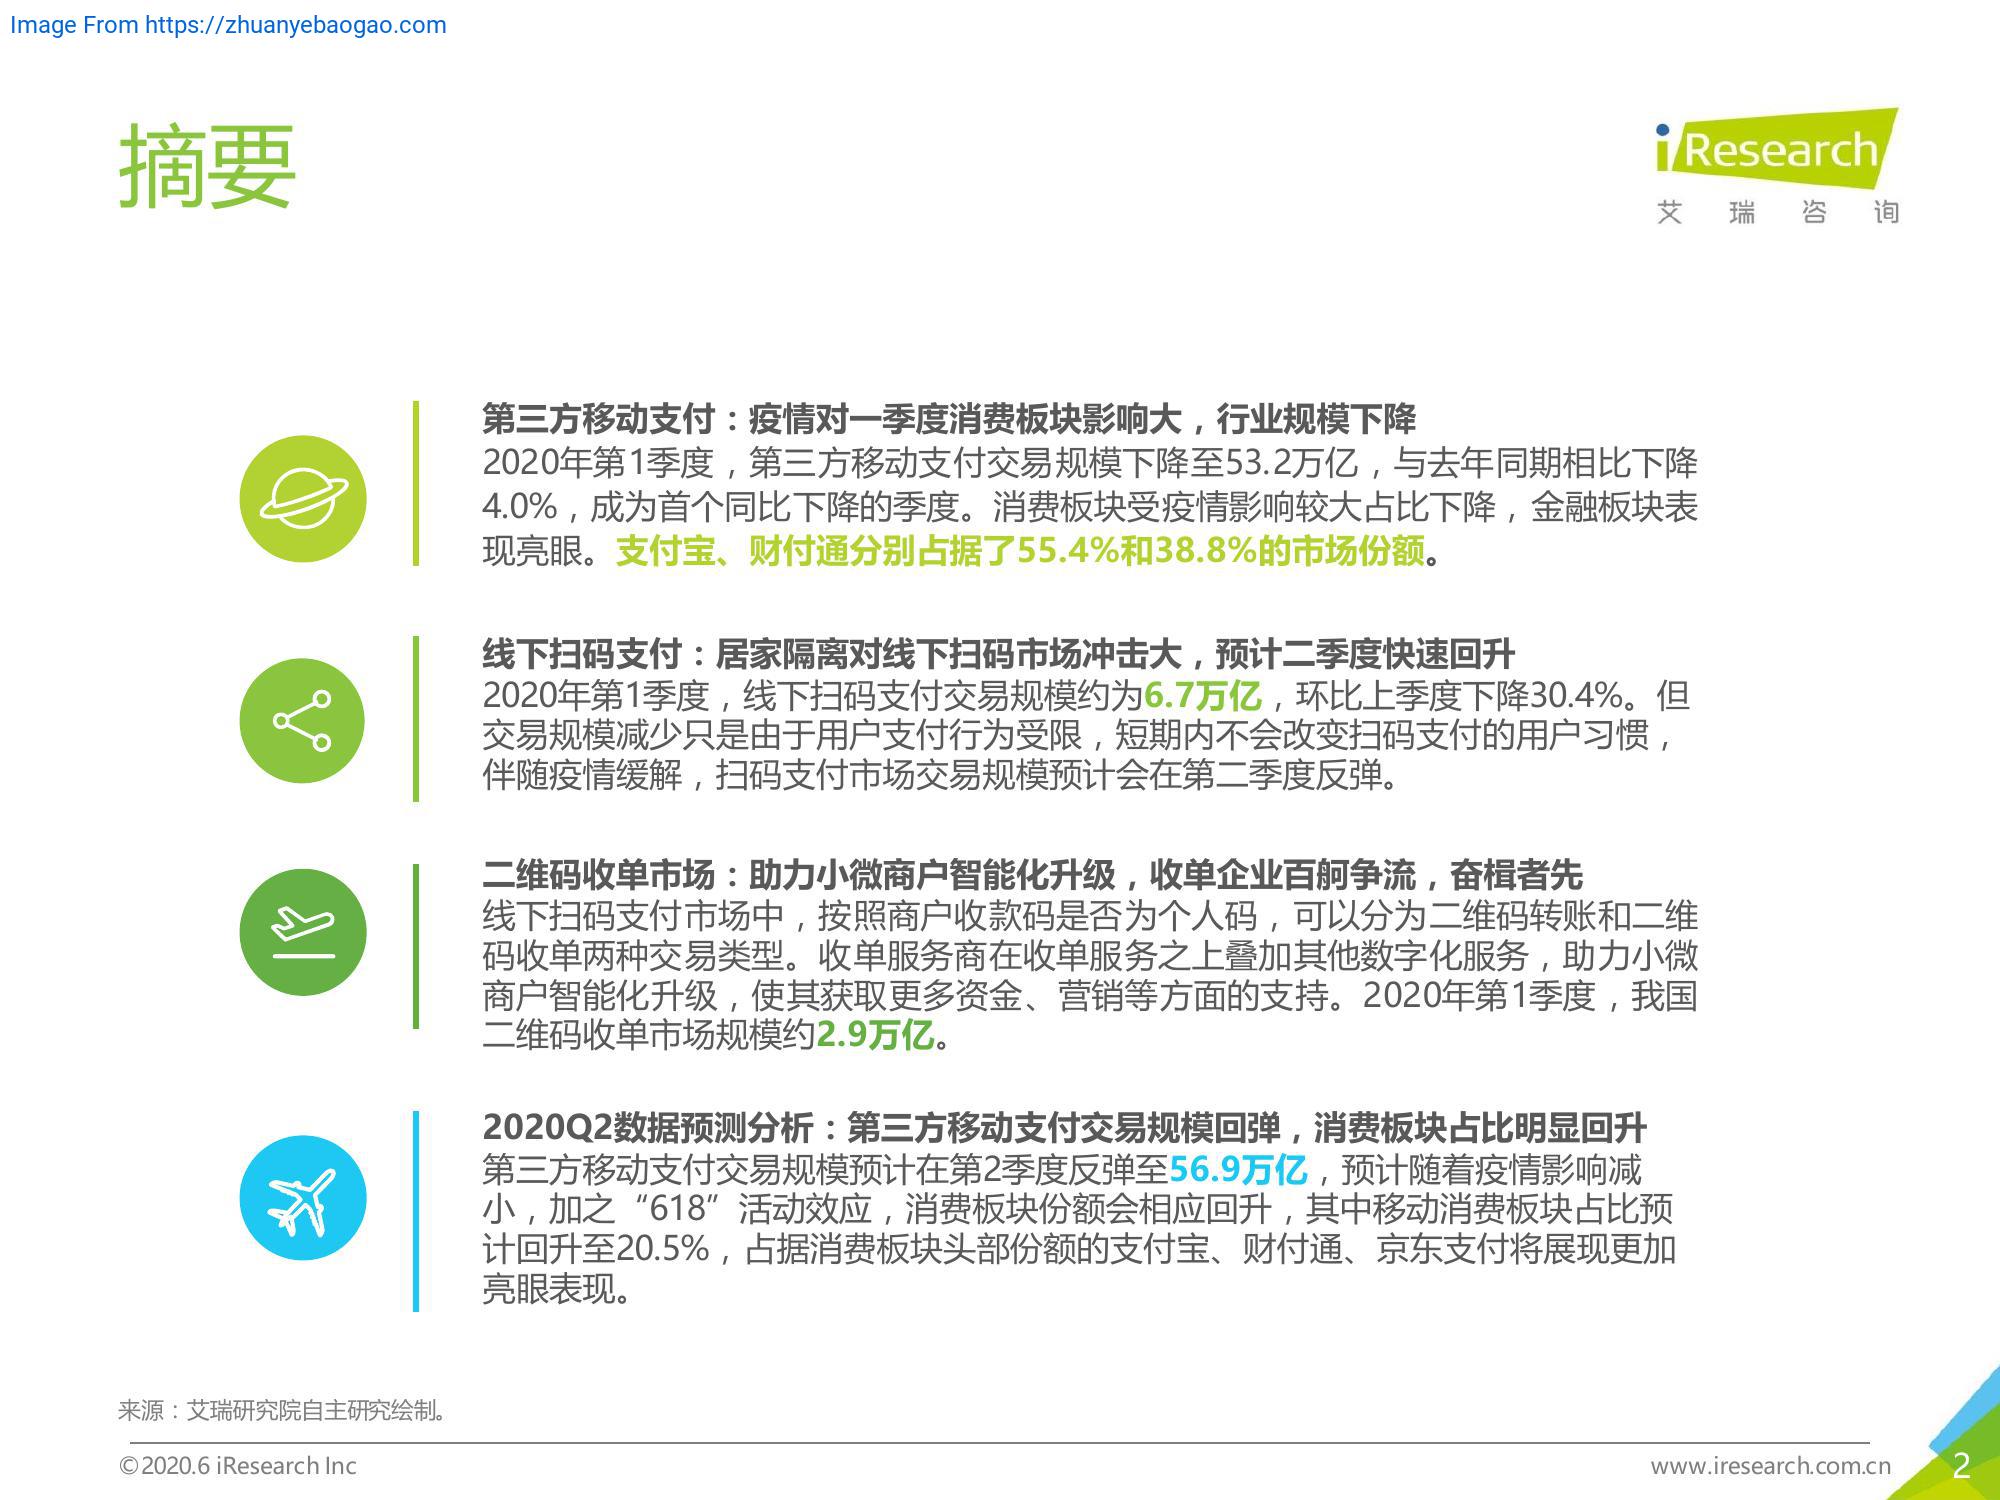 Image From https://zhuanyebaogao.com
摘要
iResearch
艾瑞咨询
第三方移动支付：疫情对一季度消费板块影响大，行业规模下降
2020年第1季度，第三方移动支付交易规模下降至53.2万亿，与去年同期相比下降
4.0%，成为首个同比下降的季度。消费板块受疫情影响较大占比下降，金融板块表
现亮眼。支付宝、财付通分别占据了55.4%和38.8%的市场份额。
线下扫码支付：居家隔离对线下扫码市场冲击大，预计二季度快速回升
2020年第1季度，线下扫码支付交易规模约为6.7万亿，环比上季度下降30.4%。但
交易规模减少只是由于用户支付行为受限，短期内不会改变扫码支付的用户习惯，
伴随疫情缓解，扫码支付市场交易规模预计会在第二季度反弹。
二维码收单市场：助力小微商户智能化升级，收单企业百舸争流，奋楫者先
线下扫码支付市场中，按照商户收款码是否为个人码，可以分为二维码转账和二维
码收单两种交易类型。收单服务商在收单服务之上叠加其他数字化服务，助力小微
商户智能化升级，使其获取更多资金、营销等方面的支持。2020年第1季度，我国
二维码收单市场规模约2.9万亿。
2020Q2数据预测分析：第三方移动支付交易规模回弹，消费板块占比明显回升
第三方移动支付交易规模预计在第2季度反弹至56.9万亿，预计随着疫情影响减
小，加之“618”活动效应，消费板块份额会相应回升，其中移动消费板块占比预
计回升至20.5%，占据消费板块头部份额的支付宝、财付通、京东支付将展现更加
亮眼表现。
来源：艾瑞研究院自主研究绘制。
©2020.6 iResearch Inc
www.iresearch.com.cn
2